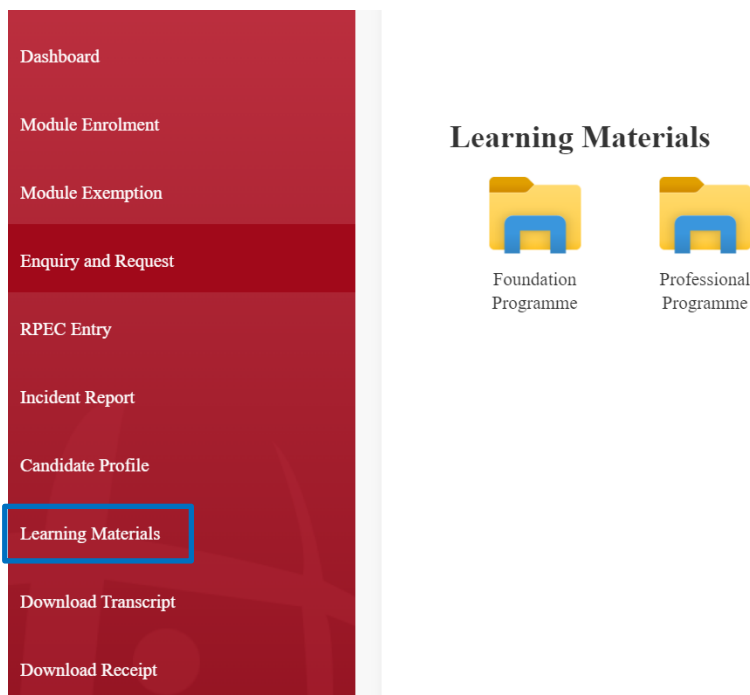 Dashboard
Module Enrolment
Module Exemption
Enquiry and Request
RPEC Entry
Incident Report
Candidate Profile
Learning Materials
Download Transcript
Download Receipt
Learning Materials
Foundation
Programme
Professional
Programme